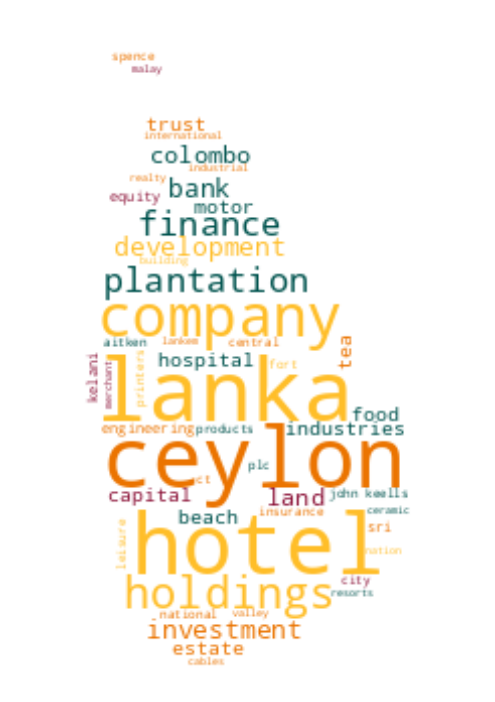 spence
malay
trust
international
colombo
industrial
realty
bank
equity
motor
finance
development
building
plantation
company
aitken
lankem
central
tea
hospital
fort
kelani
merchant
printers
lanka
food
engineering
products
industries
ceylon
plc
ct
capital
land
john keells
insurance
ceramic
beach
sri
leisure
hotel
nation
city
holdings
resorts
national
valley
investment
estate
cables